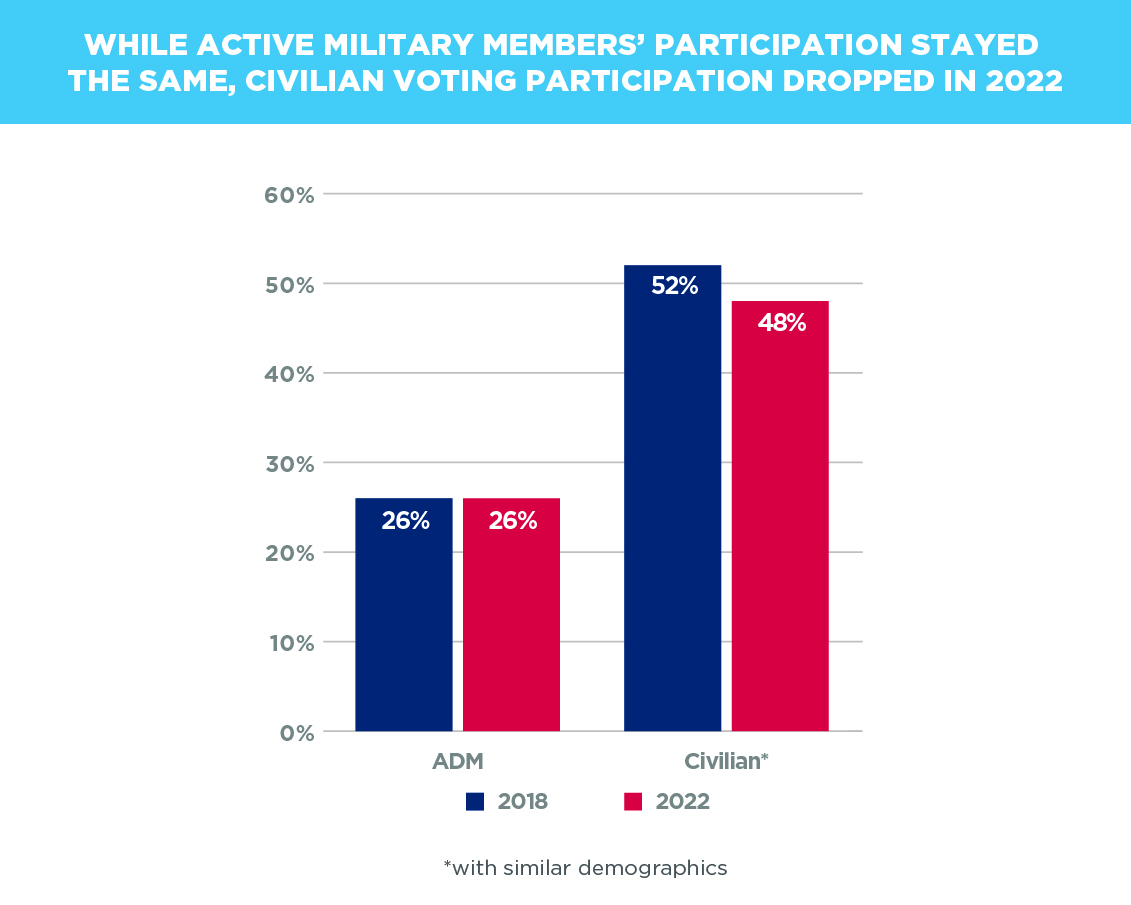 WHILE ACTIVE MILITARY MEMBERS’ PARTICIPATION STAYED
THE SAME, CIVILIAN VOTING PARTICIPATION DROPPED IN 2022
60%
50%
40%
30%
20%
10%
0%
26%
26%
52%
48%
ADM
Civilian*
2018
2022
*with similar demographics